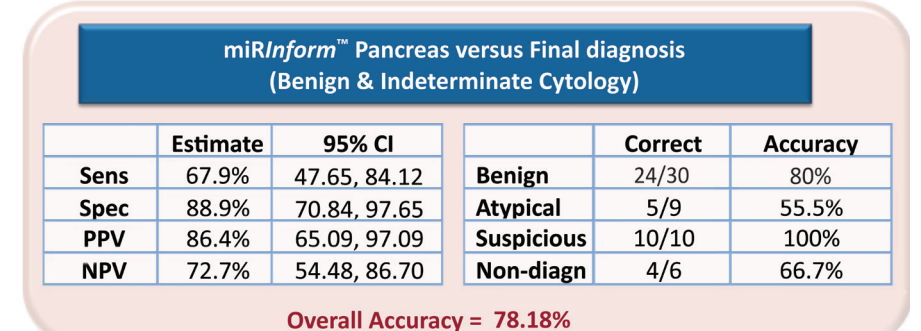 miRInform™ Pancreas versus Final diagnosis
(Benign & Indeterminate Cytology)
Estimate 95% CI
Sens 67.9% 47.65, 84.12
Spec 88.9% 70.84, 97.65
PPV 86.4% 65.09, 97.09
NPV 72.7% 54.48, 86.70
Correct Accuracy
Benign 24/30 80%
Atypical 5/9 55.5%
Suspicious 10/10 100%
Non-diagn 4/6 66.7%
Overall Accuracy = 78.18%